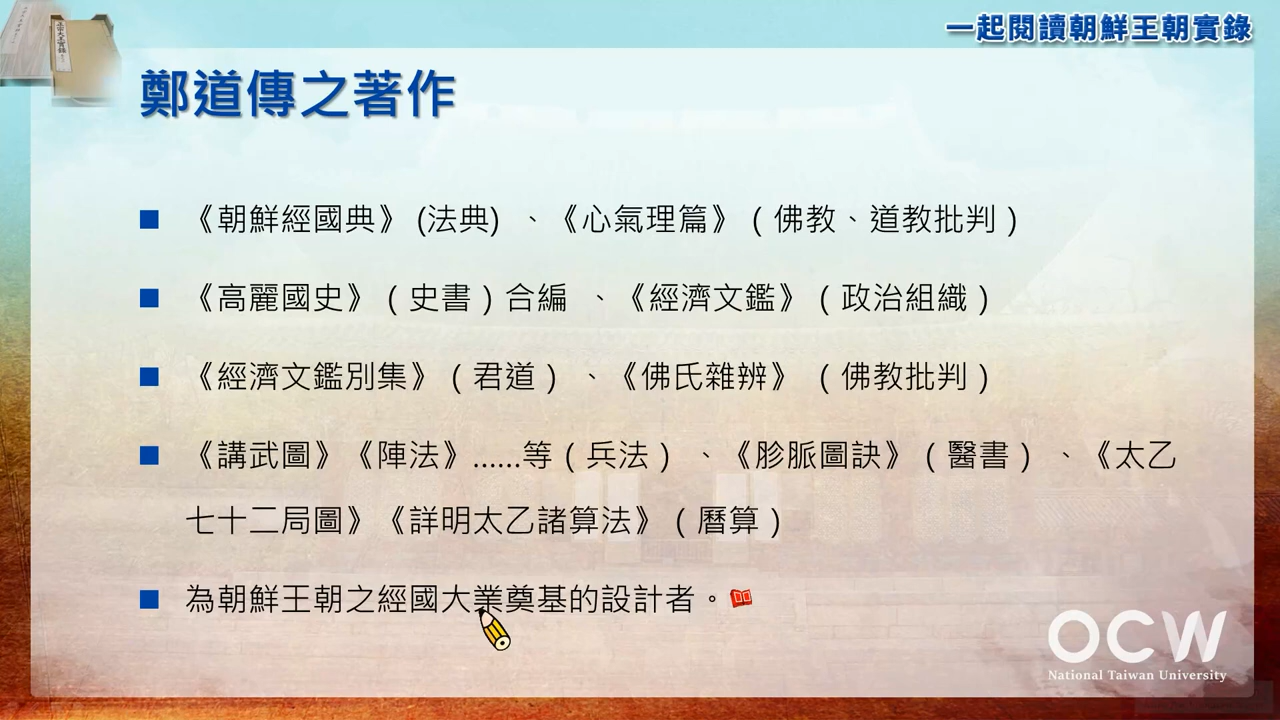 一起閱讀朝鮮王朝實錄
鄭道傳之著作
■ 《朝鮮經國典》(法典) 、《心氣理篇》(佛教、道教批判)
■ 《高麗國史》(史書)合編 、《經濟文鑑》(政治組織)
■ 《經濟文鑑別集》(君道) 、《佛氏雜辨》 (佛教批判)
■ 《講武圖》《陣法》……等(兵法) 、《胗脈圖訣》(醫書) 、《太乙
七十二局圖》《詳明太乙諸算法》(曆算)
■ 為朝鮮王朝之經國大業奠基的設計者。
OCW
National Taiwan University